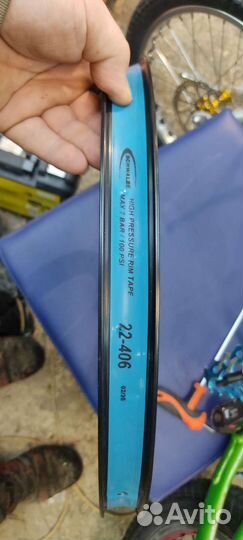 SCHWALBE
HIGH PRESSURE RIM TAPE
MAX 7 BAR / 100 PSI
22-406
Avito